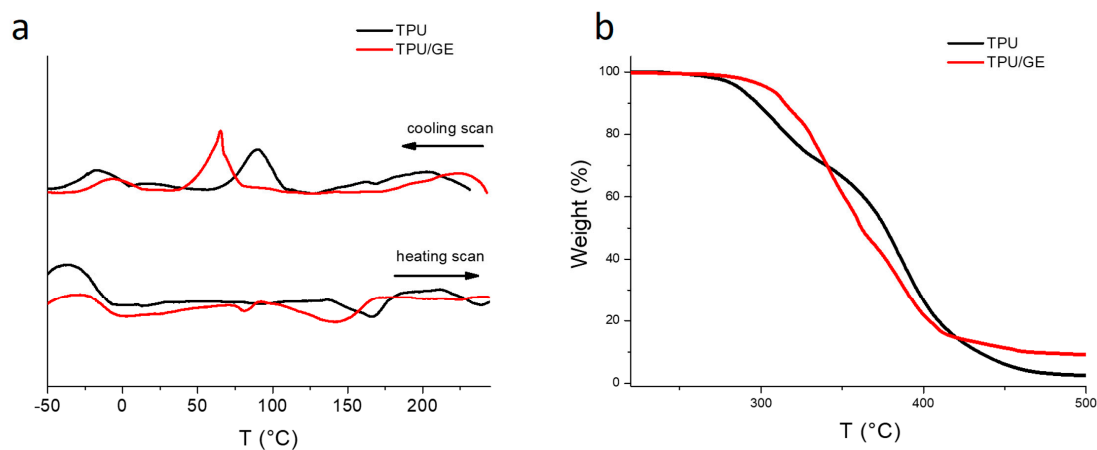 a
TPU
TPU/GE
cooling scan
heating scan
-50 0 50 100 150 200
T (°C)
b
TPU
TPU/GE
100
80
60
40
20
0
Weight (%)
300 400 500
T (°C)